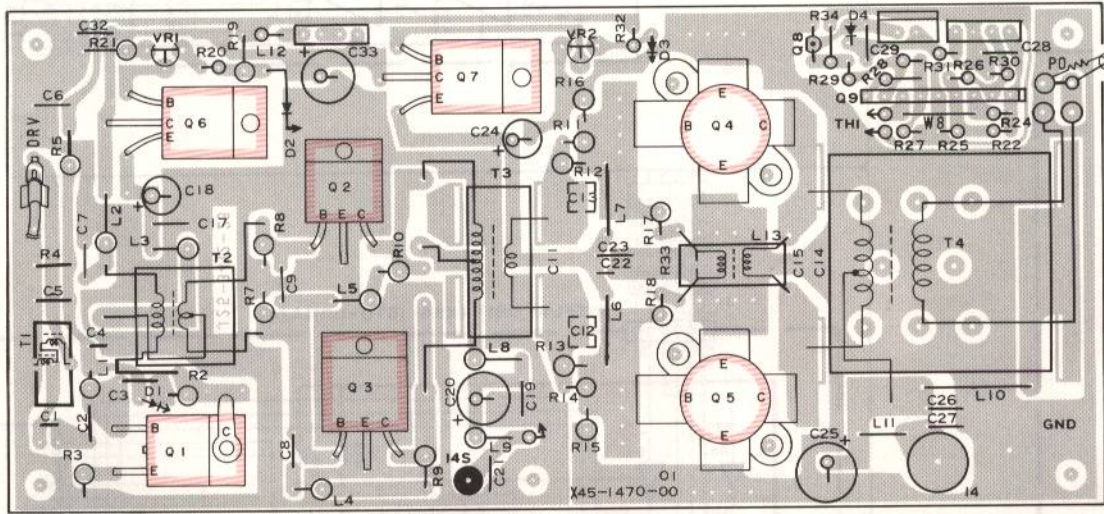 C32
R21
VR1
R20
R19
L12
C33
VR2
R32
D3
R34
D4
Q8
C29
C28
R29
R28
R31
R26
R30
PO
Q9
TH1
W8
R24
R27
R25
R22
C6
DRV
R5
B
C
E
Q6
D2
B
C
E
Q7
R16
R11
R12
C24
T3
E
B
Q4
C
E
Q2
B
E
C
C18
C17
L2
L3
C7
T2
R8
R7
C9
R10
L5
C11
C13
L7
C23
C22
R17
R18
R33
L13
C15
C14
T4
R4
C5
T1
C4
L1
C3
D1
R2
C1
C2
R3
B
E
Q1
C
Q3
B
E
C
C8
L4
R9
L8
C20
C19
L9
14S
C21
C12
L6
R13
R14
R15
E
B
Q5
C
E
C25
L11
L10
C26
C27
14
GND
01
X45-1470-00